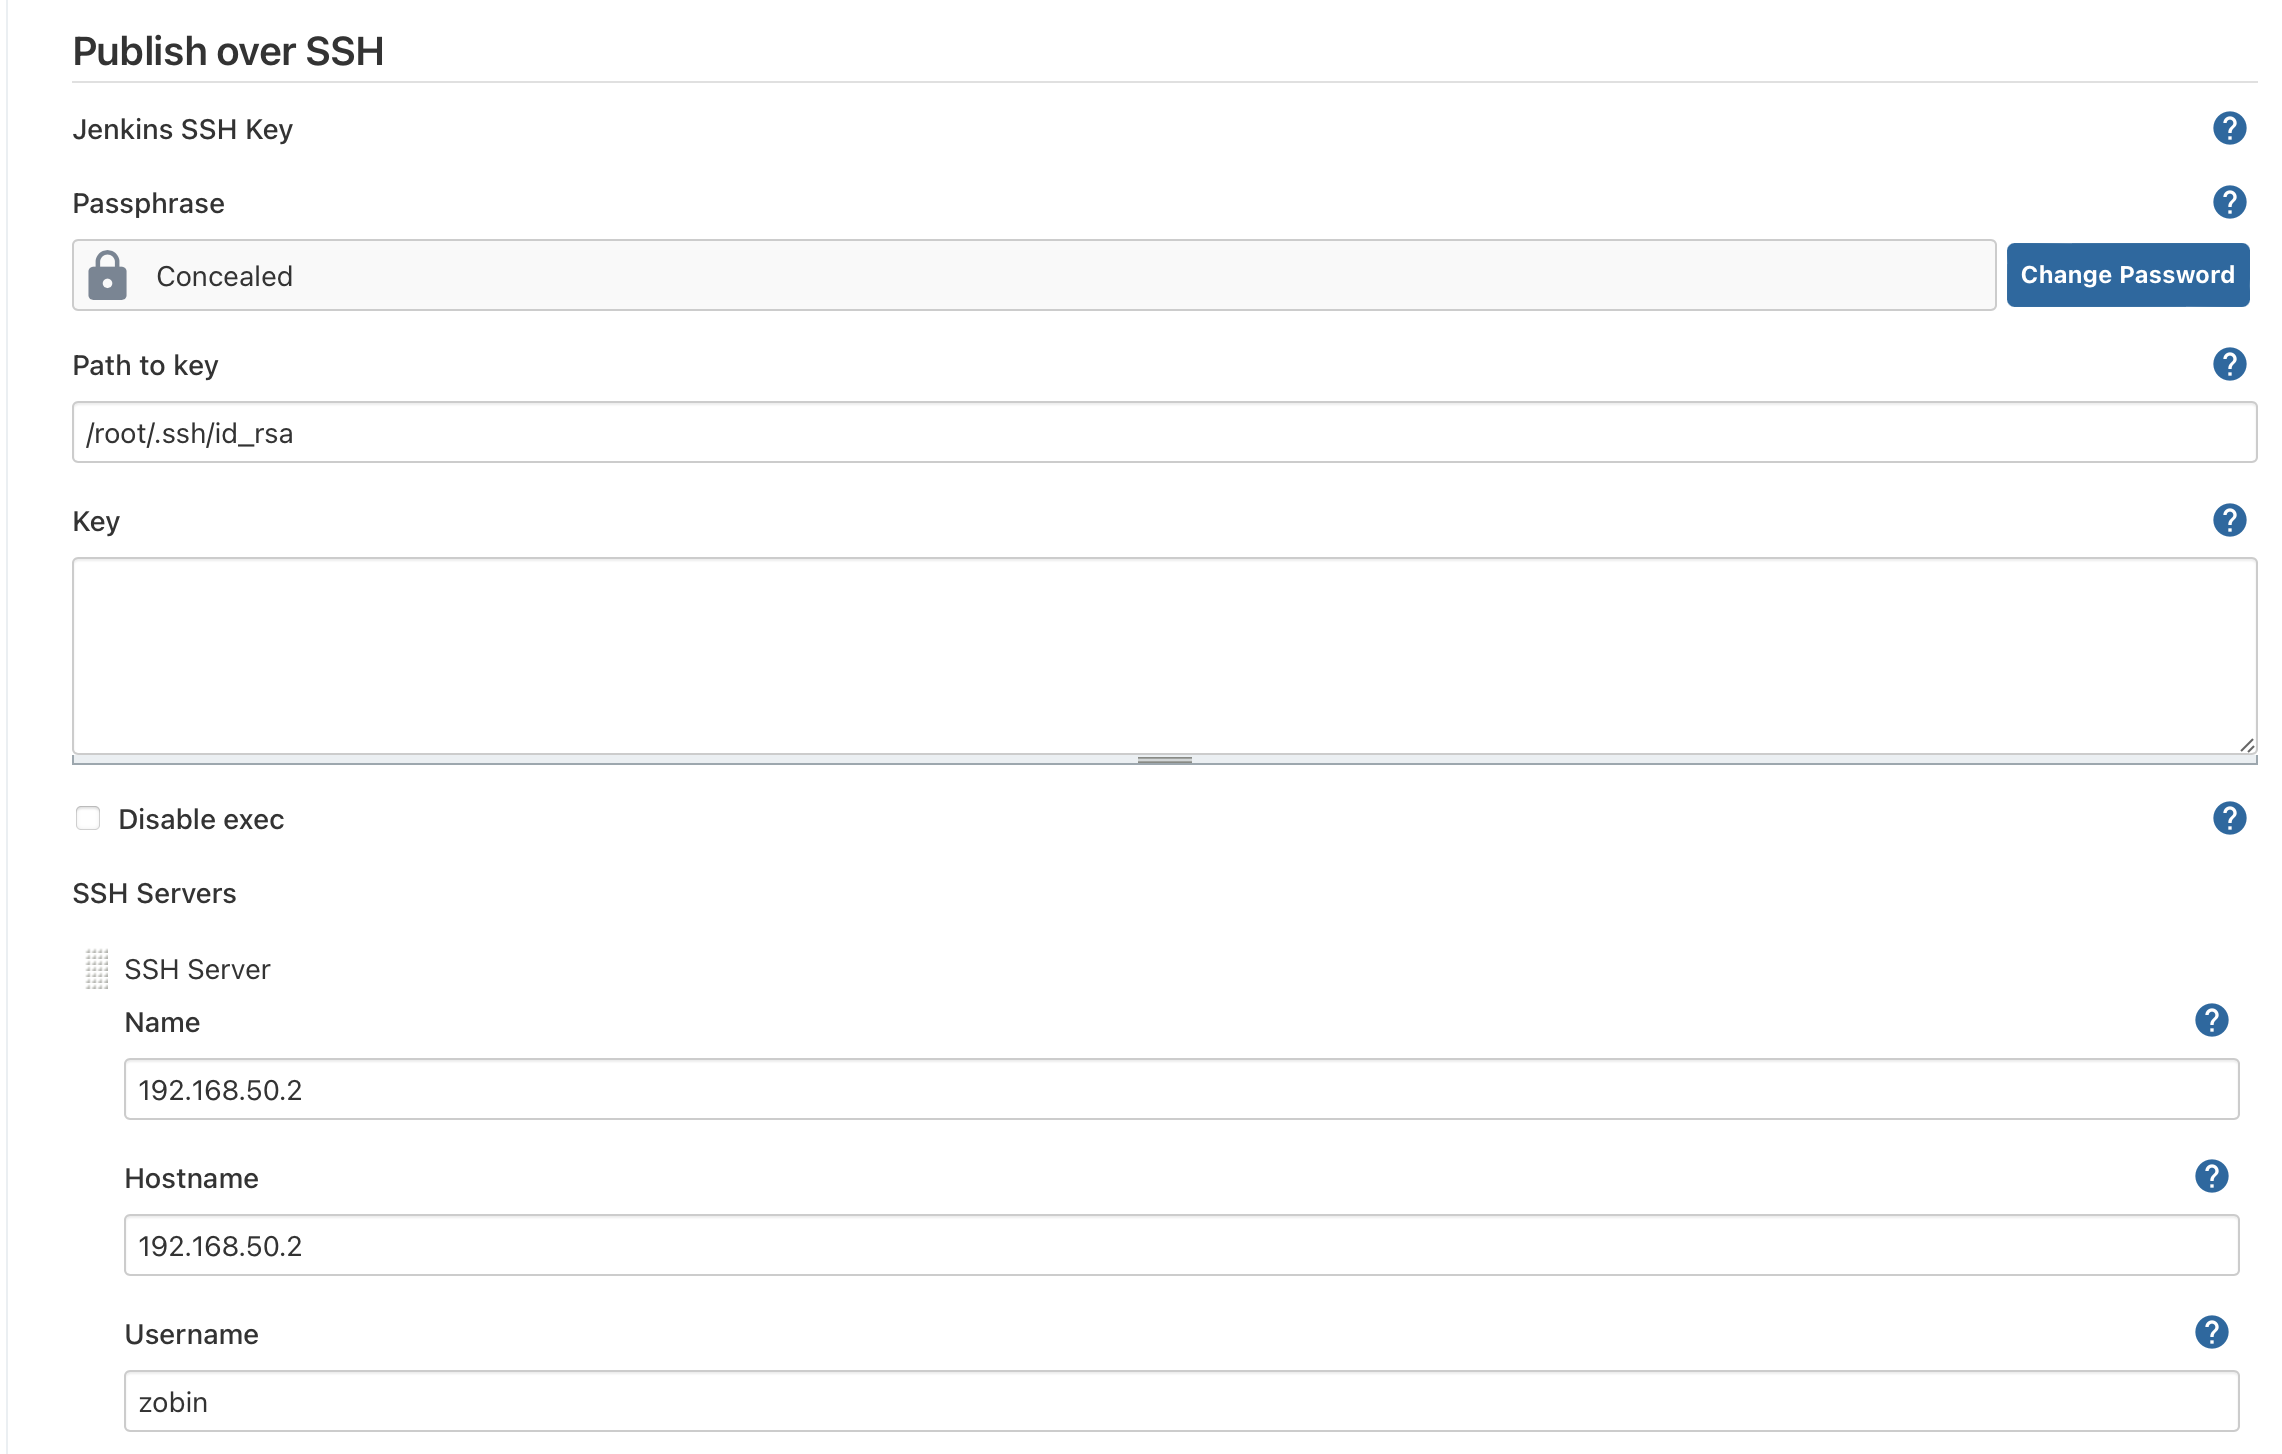 Publish over SSH
Jenkins SSH Key
?
Passphrase
?
Concealed
Change Password
Path to key
?
/root/.ssh/id_rsa
Key
?
Disable exec
?
SSH Servers
SSH Server
Name
?
192.168.50.2
Hostname
?
192.168.50.2
Username
?
zobin